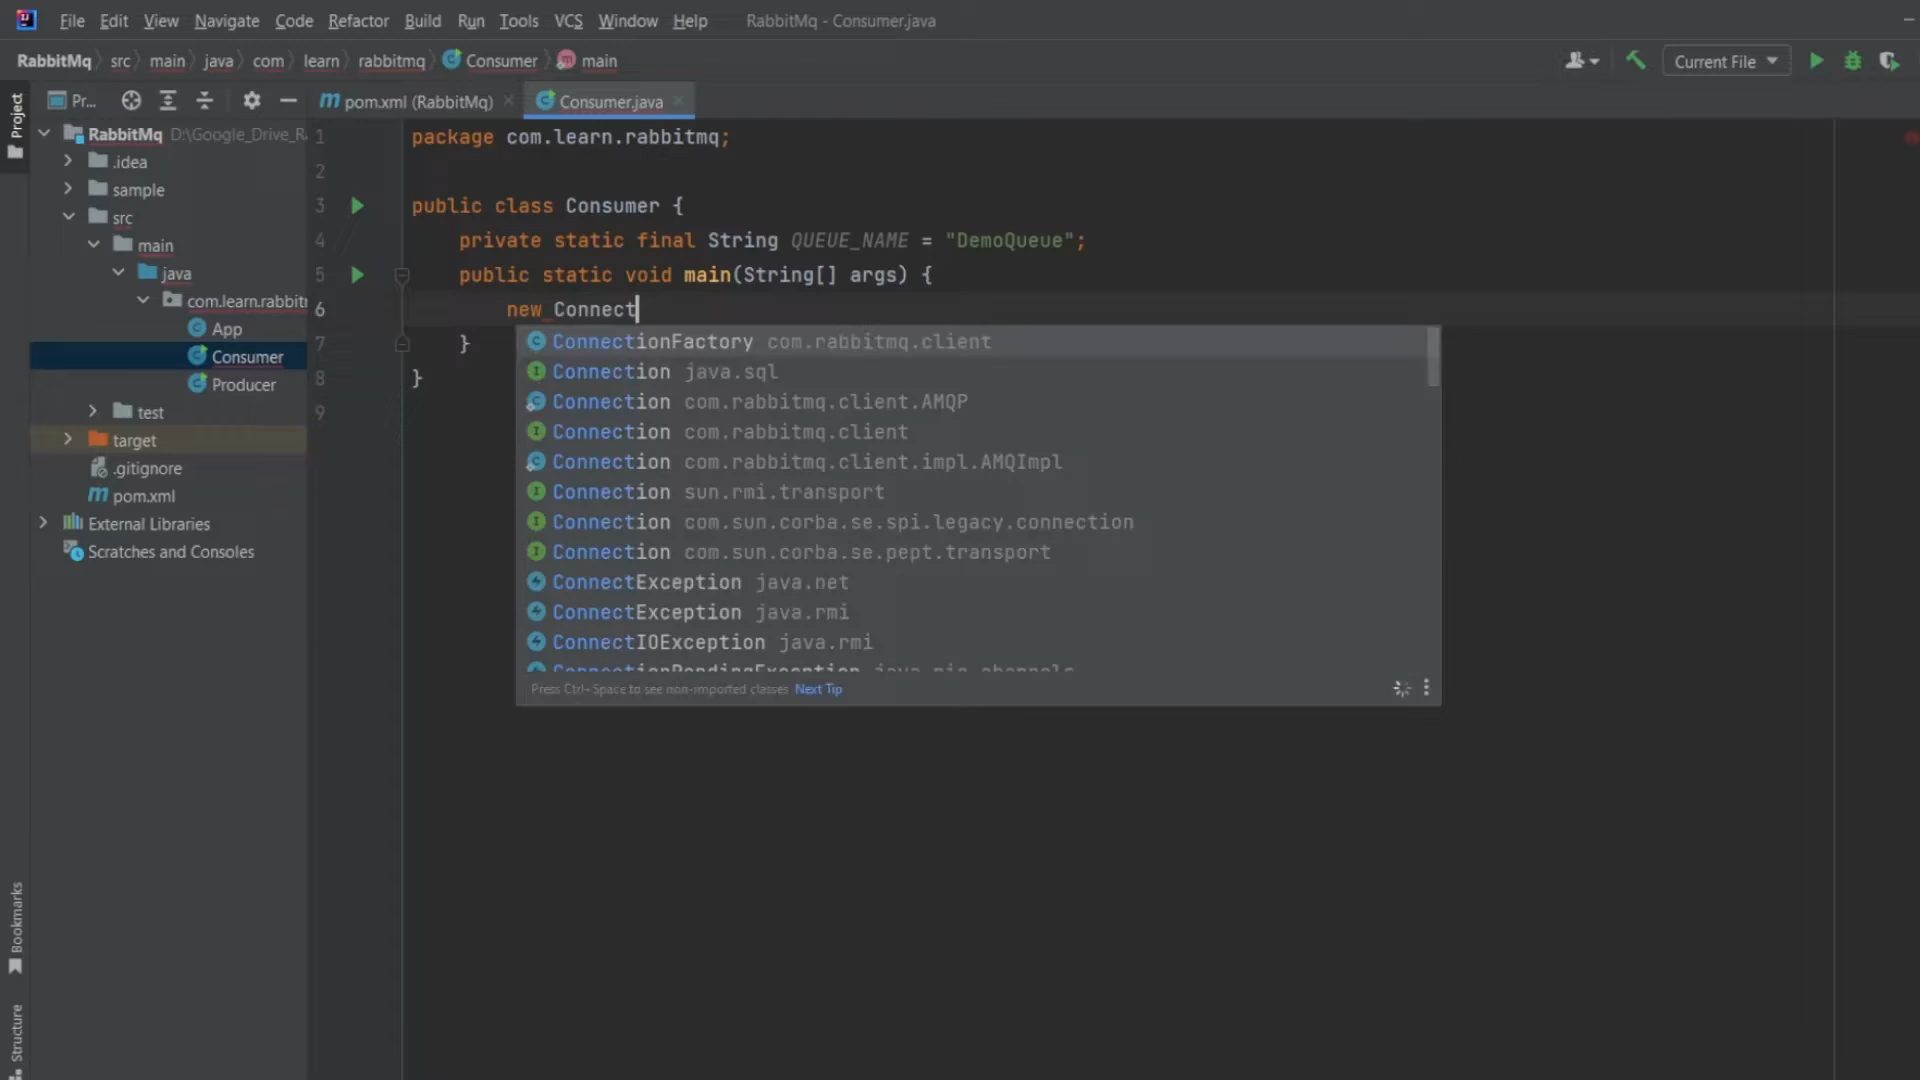 File Edit View Navigate Code Refactor Build Run Tools VCS Window Help RabbitMq - Consumer.java
RabbitMq src main java com learn rabbitmq Consumer main Current File
Project
Pr... pom.xml (RabbitMq) Consumer.java
RabbitMq D:\Google_Drive_R
.idea
sample
src
main
java
com.learn.rabbit
App
Consumer
Producer
test
target
.gitignore
pom.xml
External Libraries
Scratches and Consoles
1 package com.learn.rabbitmq;
2
3 public class Consumer {
4 private static final String QUEUE_NAME = "DemoQueue";
5 public static void main(String[] args) {
6 new Connect
7 }
8 }
9
ConnectionFactory com.rabbitmq.client
Connection java.sql
Connection com.rabbitmq.client.AMQP
Connection com.rabbitmq.client
Connection com.rabbitmq.client.impl.AMQImpl
Connection sun.rmi.transport
Connection com.sun.corba.se.spi.legacy.connection
Connection com.sun.corba.se.pept.transport
ConnectException java.net
ConnectException java.rmi
ConnectIOException java.rmi
ConnectionPendingException java.nio.channels
Press Ctrl+Space to see non-imported classes Next Tip
Bookmarks
Structure